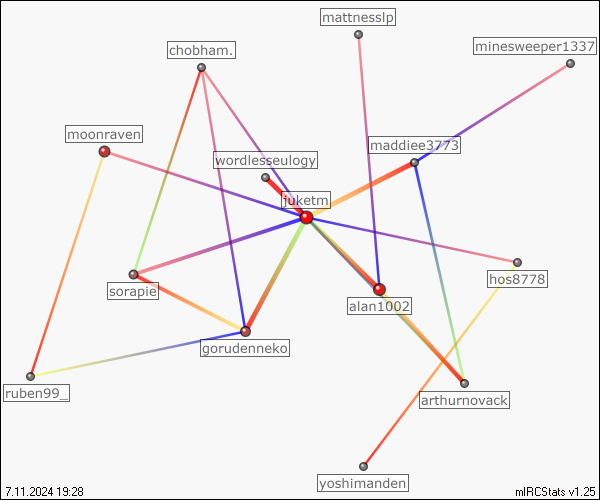 mattnesslp
minesweeper1337
chobham.
moonraven
maddiee3773
wordlesseulogy
juketm
hos8778
sorapie
alan1002
gorudenneko
ruben99_
arthurnovack
yoshimanden
7.11.2024 19:28
mIRCStats v1.25